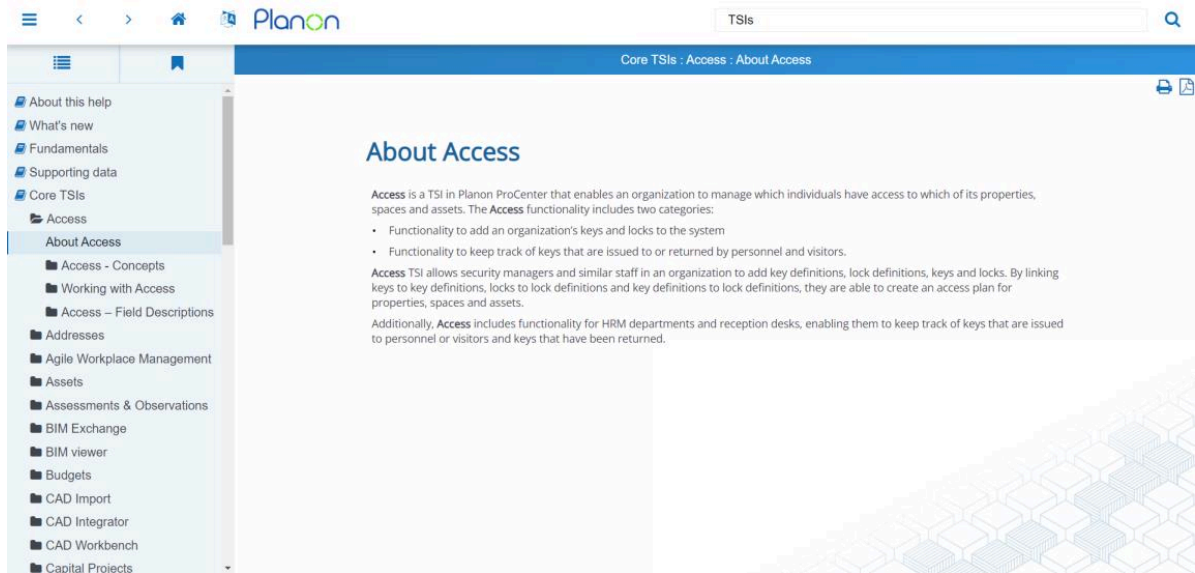 Planon
TSIs
Core TSIs : Access : About Access
About this help
What's new
Fundamentals
Supporting data
Core TSIs
Access
About Access
Access - Concepts
Working with Access
Access – Field Descriptions
Addresses
Agile Workplace Management
Assets
Assessments & Observations
BIM Exchange
BIM viewer
Budgets
CAD Import
CAD Integrator
CAD Workbench
Capital Projects
About Access
Access is a TSI in Planon ProCenter that enables an organization to manage which individuals have access to which of its properties,
spaces and assets. The Access functionality includes two categories:
• Functionality to add an organization's keys and locks to the system
• Functionality to keep track of keys that are issued to or returned by personnel and visitors.
Access TSI allows security managers and similar staff in an organization to add key definitions, lock definitions, keys and locks. By linking
keys to key definitions, locks to lock definitions and key definitions to lock definitions, they are able to create an access plan for
properties, spaces and assets.
Additionally, Access includes functionality for HRM departments and reception desks, enabling them to keep track of keys that are issued
to personnel or visitors and keys that have been returned.